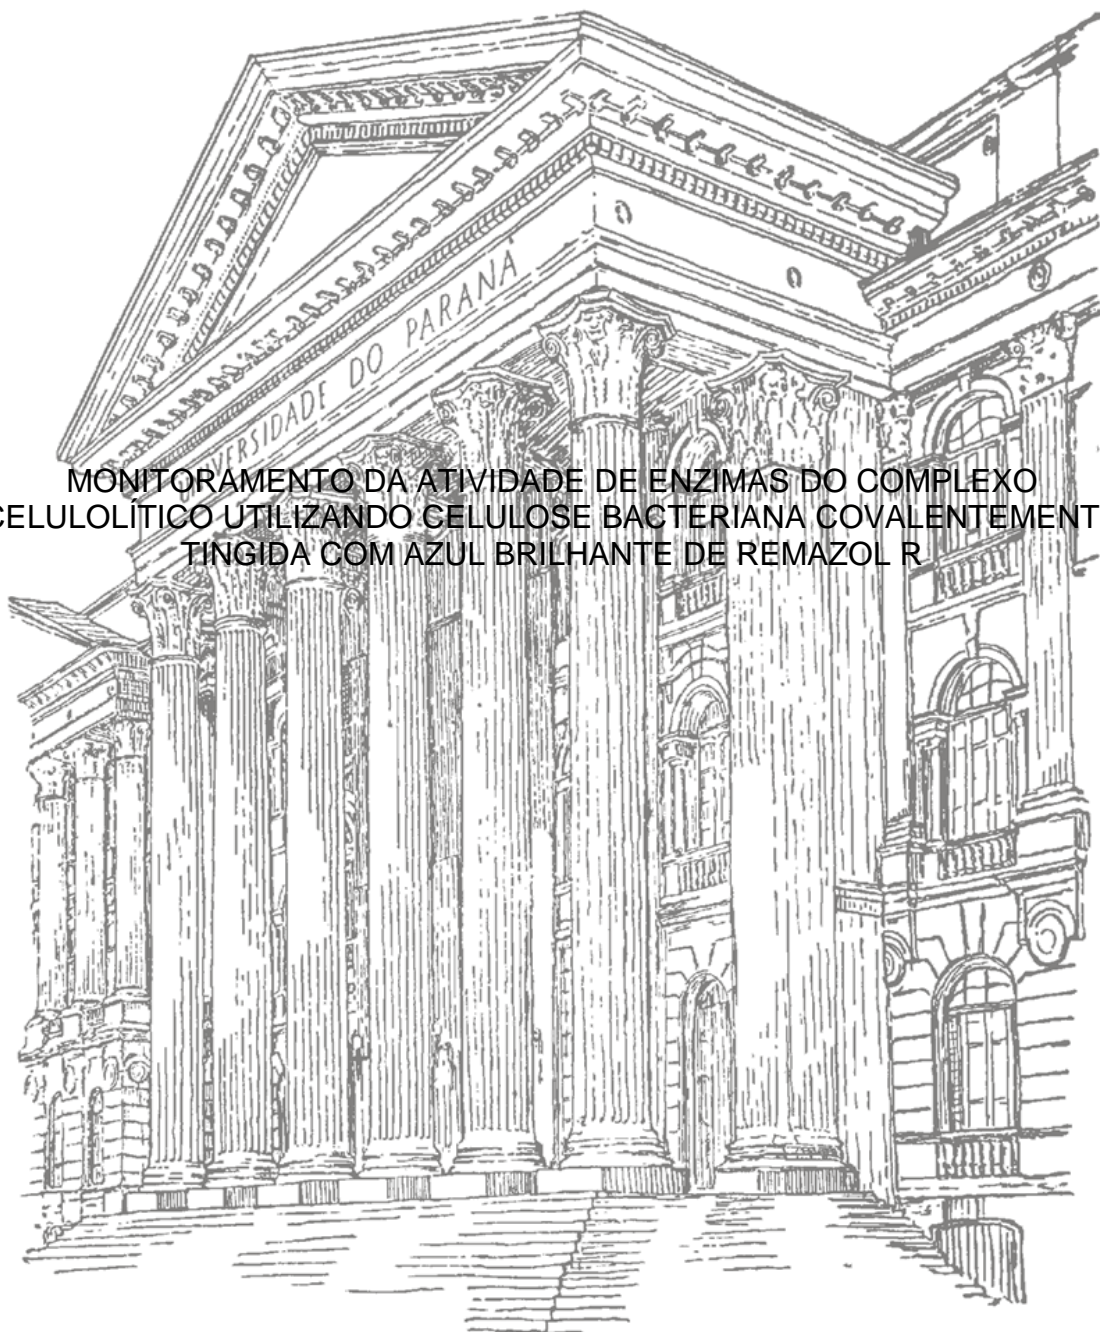 VERSIDADE DO PARANÁ
MONITORAMENTO DA ATIVIDADE DE ENZIMAS DO COMPLEXO
CELULOLÍTICO UTILIZANDO CELULOSE BACTERIANA COVALENTEMENT
TINGIDA COM AZUL BRILHANTE DE REMAZOL R